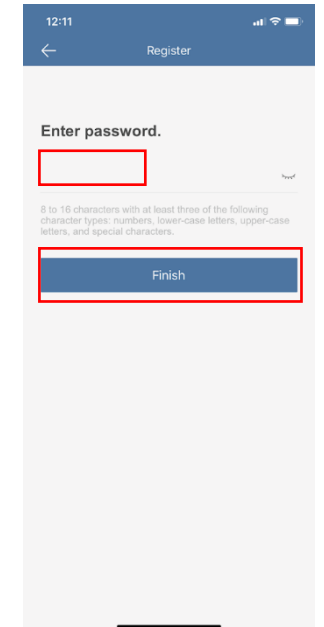 12:11
Register
Enter password.
8 to 16 characters with at least three of the following
character types: numbers, lower-case letters, upper-case
letters, and special characters.
Finish